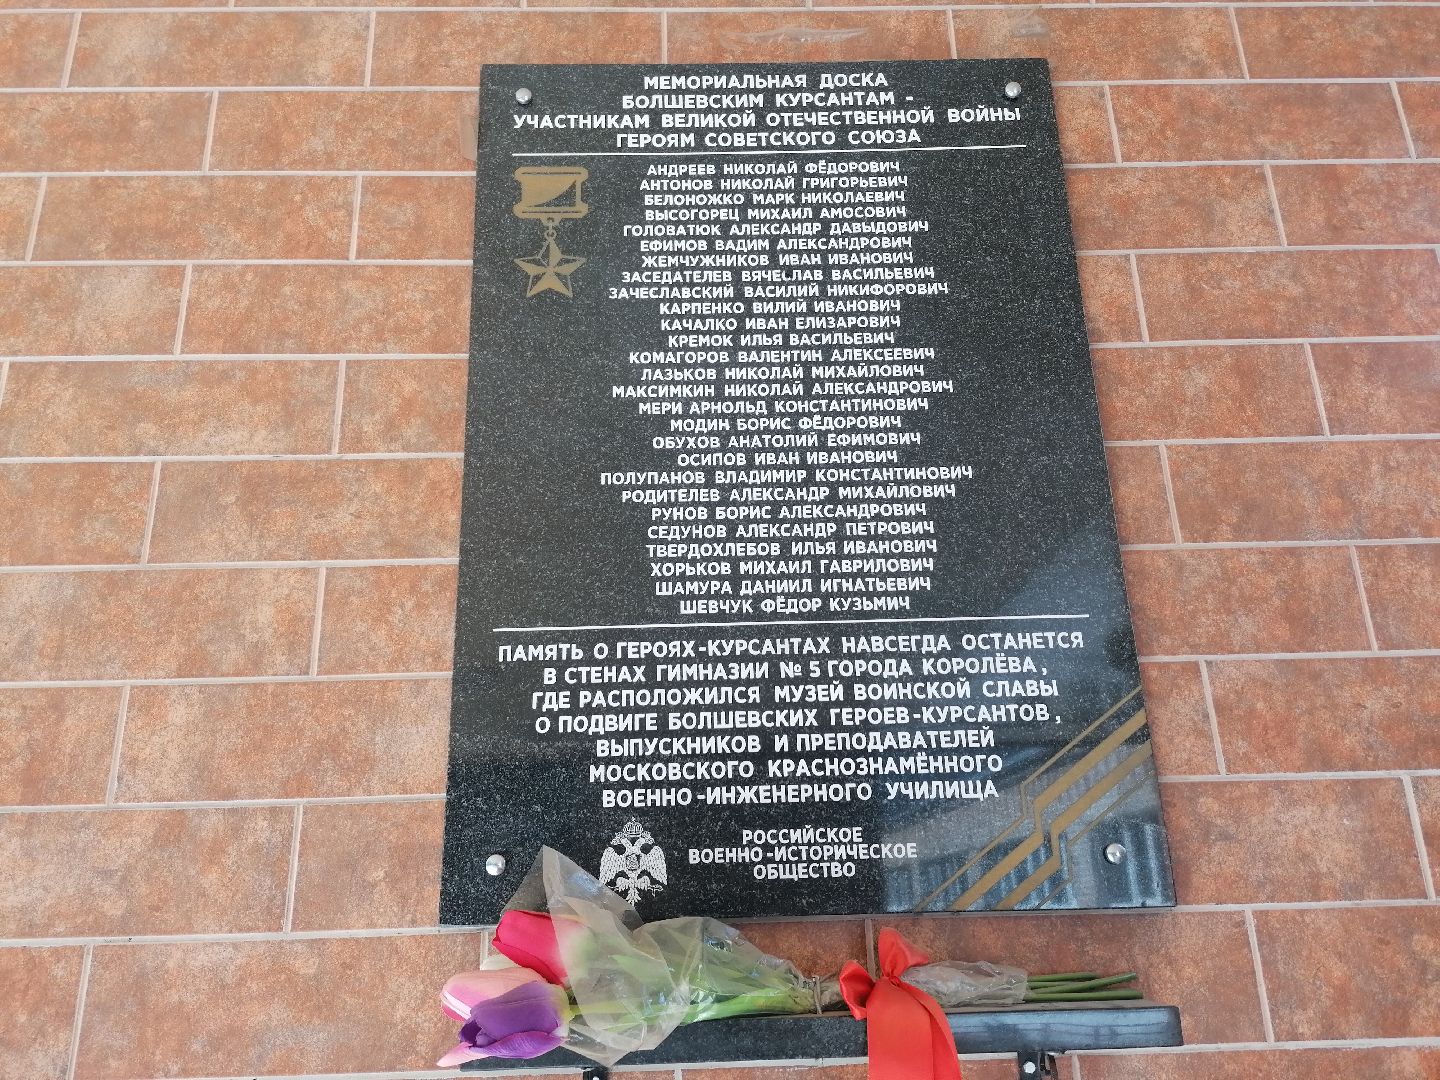 МЕМОРИАЛЬНАЯ ДОСКА
БОЛШЕВСКИМ КУРСАНТАМ -
УЧАСТНИКАМ ВЕЛИКОЙ ОТЕЧЕСТВЕННОЙ ВОЙНЫ
ГЕРОЯМ СОВЕТСКОГО СОЮЗА
АНДРЕЕВ НИКОЛАЙ ФЁДОРОВИЧ
АНТОНОВ НИКОЛАЙ ГРИГОРЬЕВИЧ
БЕЛОНОЖКО МАРК НИКОЛАЕВИЧ
ВЫСОГОРЕЦ МИХАИЛ АМОСОВИЧ
ГОЛОВАТЮК АЛЕКСАНДР ДАВЫДОВИЧ
ЕФИМОВ ВАДИМ АЛЕКСАНДРОВИЧ
ЖЕМЧУЖНИКОВ ИВАН ИВАНОВИЧ
ЗАСЕДАТЕЛЕВ ВЯЧЕСЛАВ ВАСИЛЬЕВИЧ
ЗАЧЕСЛАВСКИЙ ВАСИЛИЙ НИКИФОРОВИЧ
КАРПЕНКО ВИЛИЙ ИВАНОВИЧ
КАЧАЛКО ИВАН ЕЛИЗАРОВИЧ
КРЕМОК ИЛЬЯ ВАСИЛЬЕВИЧ
КОМАГОРОВ ВАЛЕНТИН АЛЕКСЕЕВИЧ
ЛАЗЬКОВ НИКОЛАЙ МИХАЙЛОВИЧ
МАКСИМКИН НИКОЛАЙ АЛЕКСАНДРОВИЧ
МЕРИ АРНОЛЬД КОНСТАНТИНОВИЧ
МОДИН БОРИС ФЁДОРОВИЧ
ОБУХОВ АНАТОЛИЙ ЕФИМОВИЧ
ОСИПОВ ИВАН ИВАНОВИЧ
ПОЛУПАНОВ ВЛАДИМИР КОНСТАНТИНОВИЧ
РОДИТЕЛЕВ АЛЕКСАНДР МИХАЙЛОВИЧ
РУНОВ БОРИС АЛЕКСАНДРОВИЧ
СЕДУНОВ АЛЕКСАНДР ПЕТРОВИЧ
ТВЕРДОХЛЕБОВ ИЛЬЯ ИВАНОВИЧ
ХОРЬКОВ МИХАИЛ ГАВРИЛОВИЧ
ШАМУРА ДАНИИЛ ИГНАТЬЕВИЧ
ШЕВЧУК ФЁДОР КУЗЬМИЧ
ПАМЯТЬ О ГЕРОЯХ-КУРСАНТАХ НАВСЕГДА ОСТАНЕТСЯ
В СТЕНАХ ГИМНАЗИИ № 5 ГОРОДА КОРОЛЁВА,
ГДЕ РАСПОЛОЖИЛСЯ МУЗЕЙ ВОИНСКОЙ СЛАВЫ
О ПОДВИГЕ БОЛШЕВСКИХ ГЕРОЕВ-КУРСАНТОВ,
ВЫПУСКНИКОВ И ПРЕПОДАВАТЕЛЕЙ
МОСКОВСКОГО КРАСНОЗНАМЁННОГО
ВОЕННО-ИНЖЕНЕРНОГО УЧИЛИЩА
РОССИЙСКОЕ
ВОЕННО-ИСТОРИЧЕСКОЕ
ОБЩЕСТВО